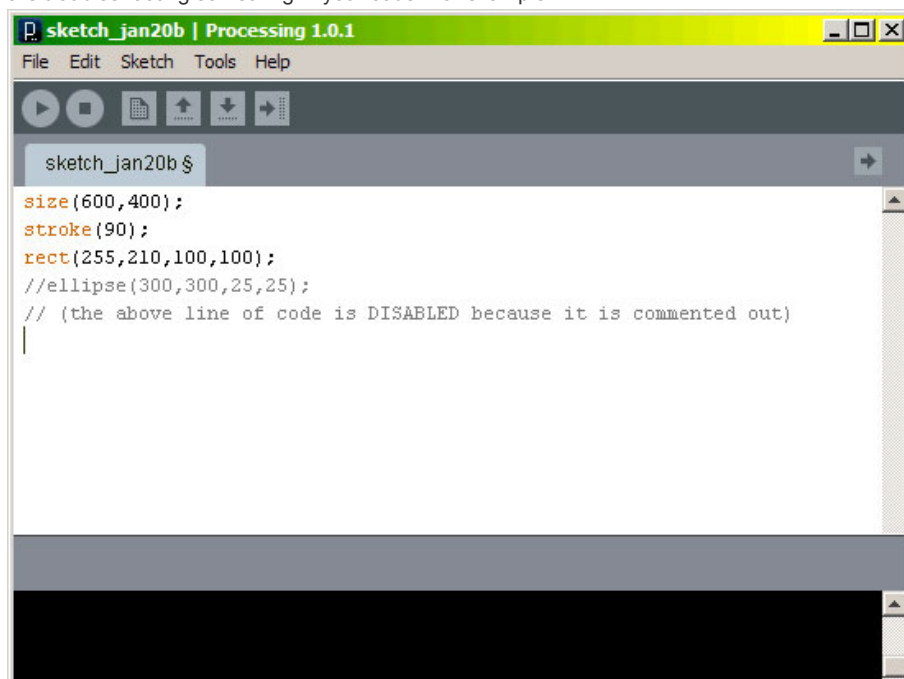 sketch_jan20b | Processing 1.0.1
File Edit Sketch Tools Help
sketch_jan20b §
size(600,400);
stroke(90);
rect(255,210,100,100);
//ellipse(300,300,25,25);
// (the above line of code is DISABLED because it is commented out)